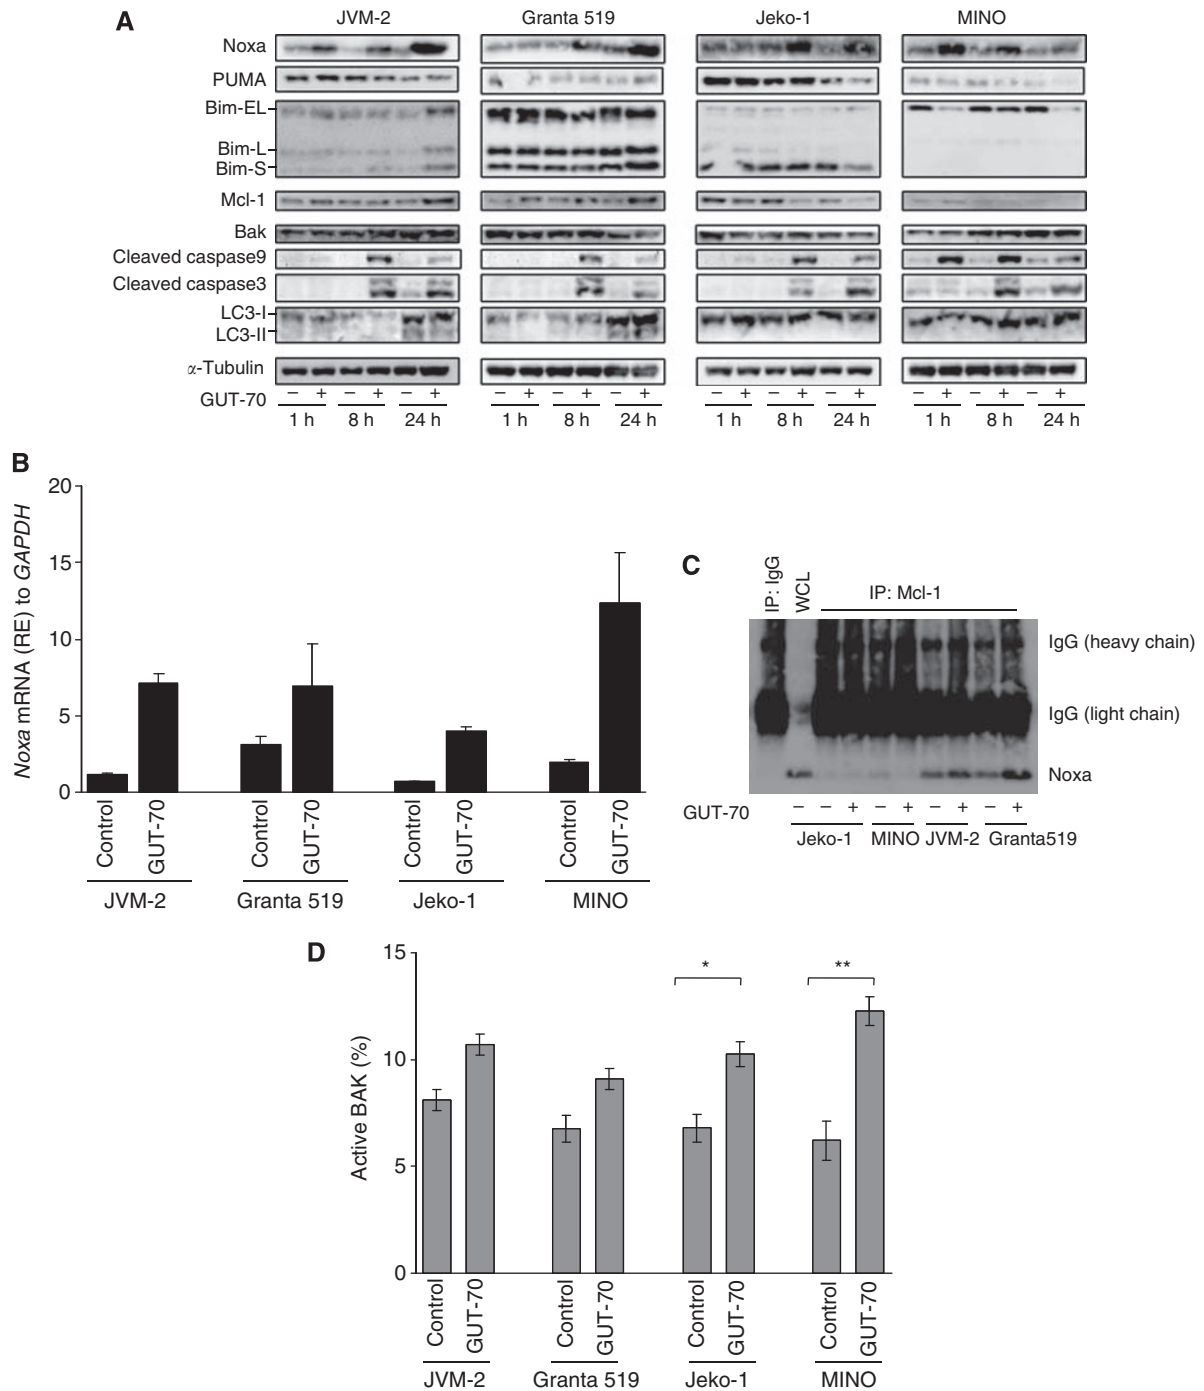 A
JVM-2 Granta 519 Jeko-1 MINO
Noxa
PUMA
Bim-EL
Bim-L
Bim-S
Mcl-1
Bak
Cleaved caspase9
Cleaved caspase3
LC3-I
LC3-II
α-Tubulin
GUT-70 − + − + − + − + − + − + − + − + − + − + − + − +
1 h 8 h 24 h 1 h 8 h 24 h 1 h 8 h 24 h 1 h 8 h 24 h
B
Noxa mRNA (RE) to GAPDH
20
15
10
5
0
Control GUT-70 Control GUT-70 Control GUT-70 Control GUT-70
JVM-2 Granta 519 Jeko-1 MINO
C
IP: IgG WCL IP: Mcl-1
IgG (heavy chain)
IgG (light chain)
Noxa
GUT-70 − − + − + − + − +
Jeko-1 MINO JVM-2 Granta519
D
Active BAK (%)
15
10
5
0
* **
Control GUT-70 Control GUT-70 Control GUT-70 Control GUT-70
JVM-2 Granta 519 Jeko-1 MINO